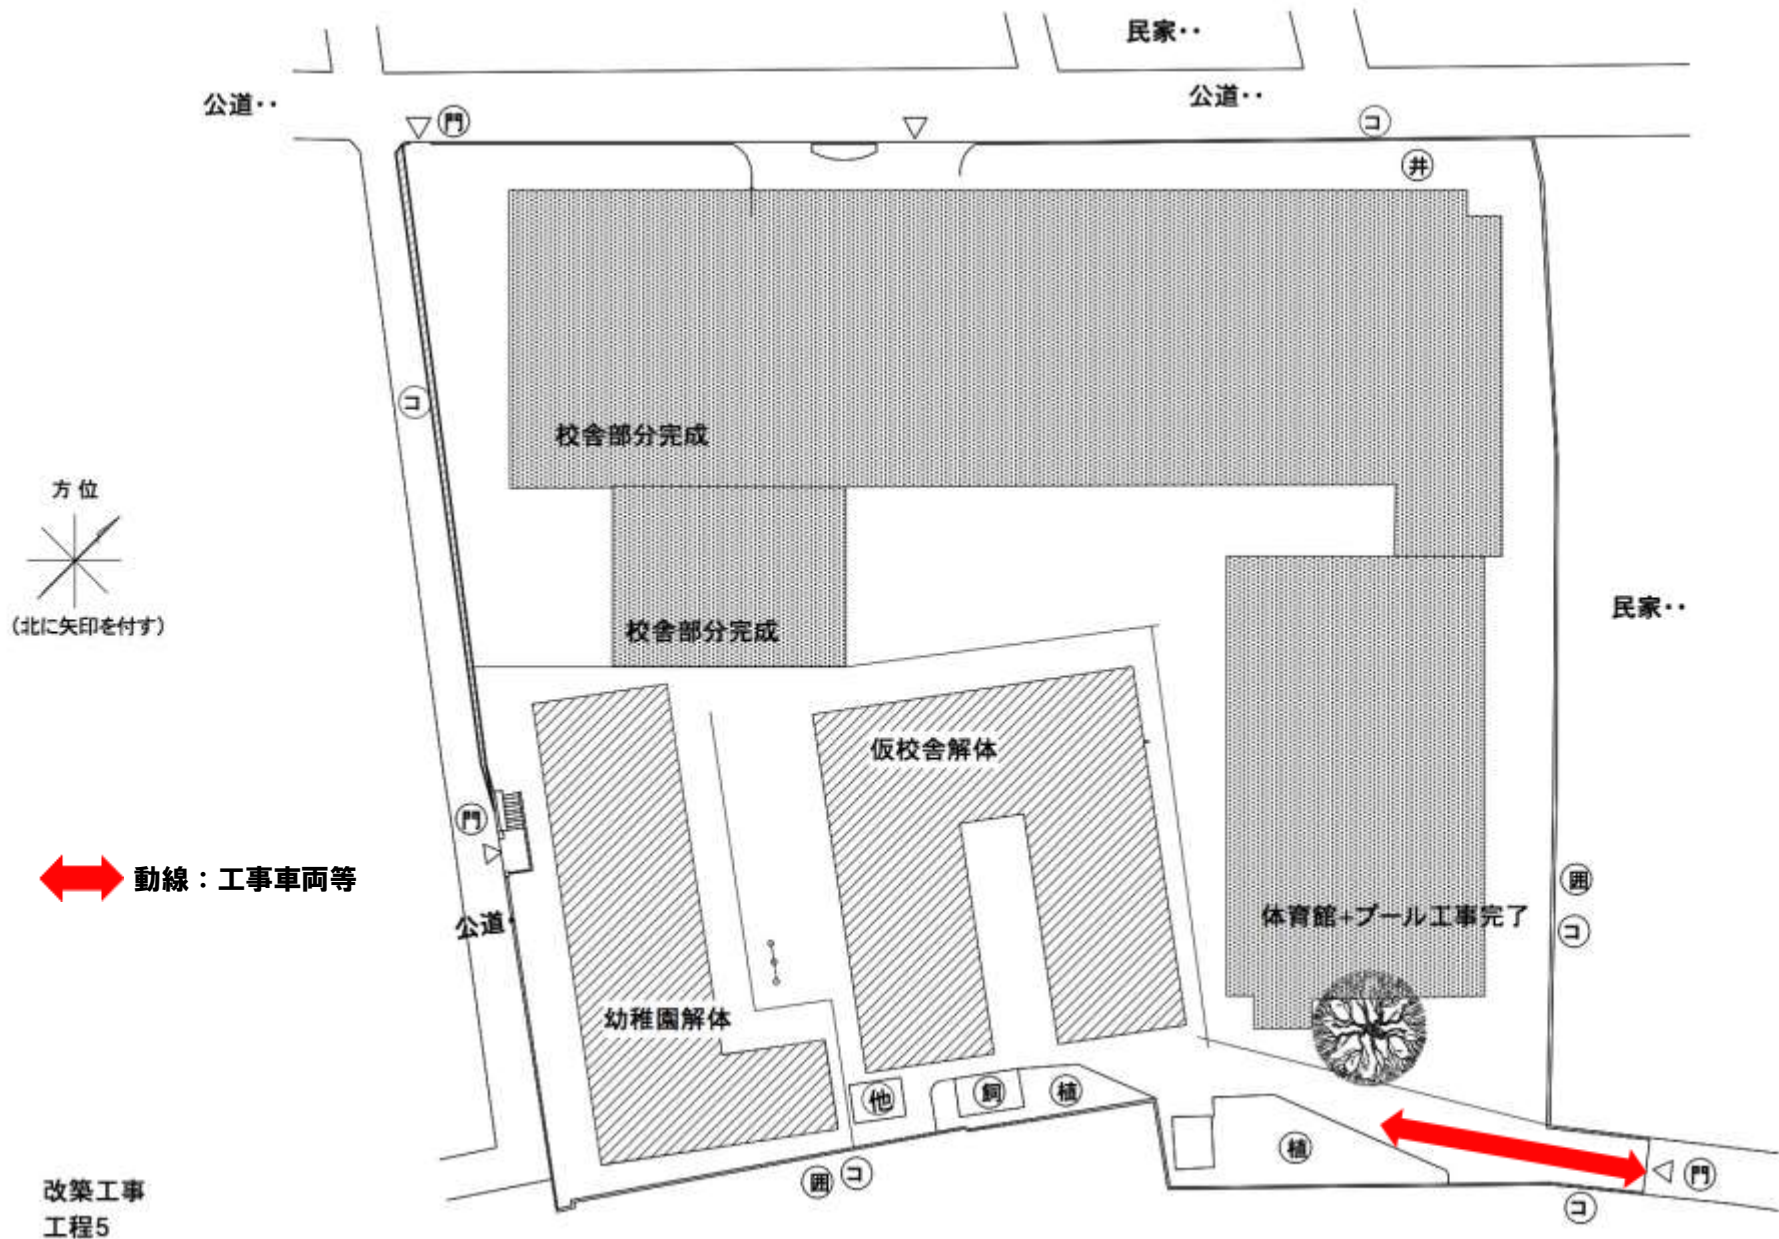 民家‥
公道‥
公道‥
門
コ
井
コ
校舎部分完成
方位
(北に矢印を付す)
民家‥
校舎部分完成
仮校舎解体
門
動線：工事車両等
囲
コ
公道‥
体育館+プール工事完了
幼稚園解体
他
飼
植
植
門
囲
コ
コ
改築工事
工程5